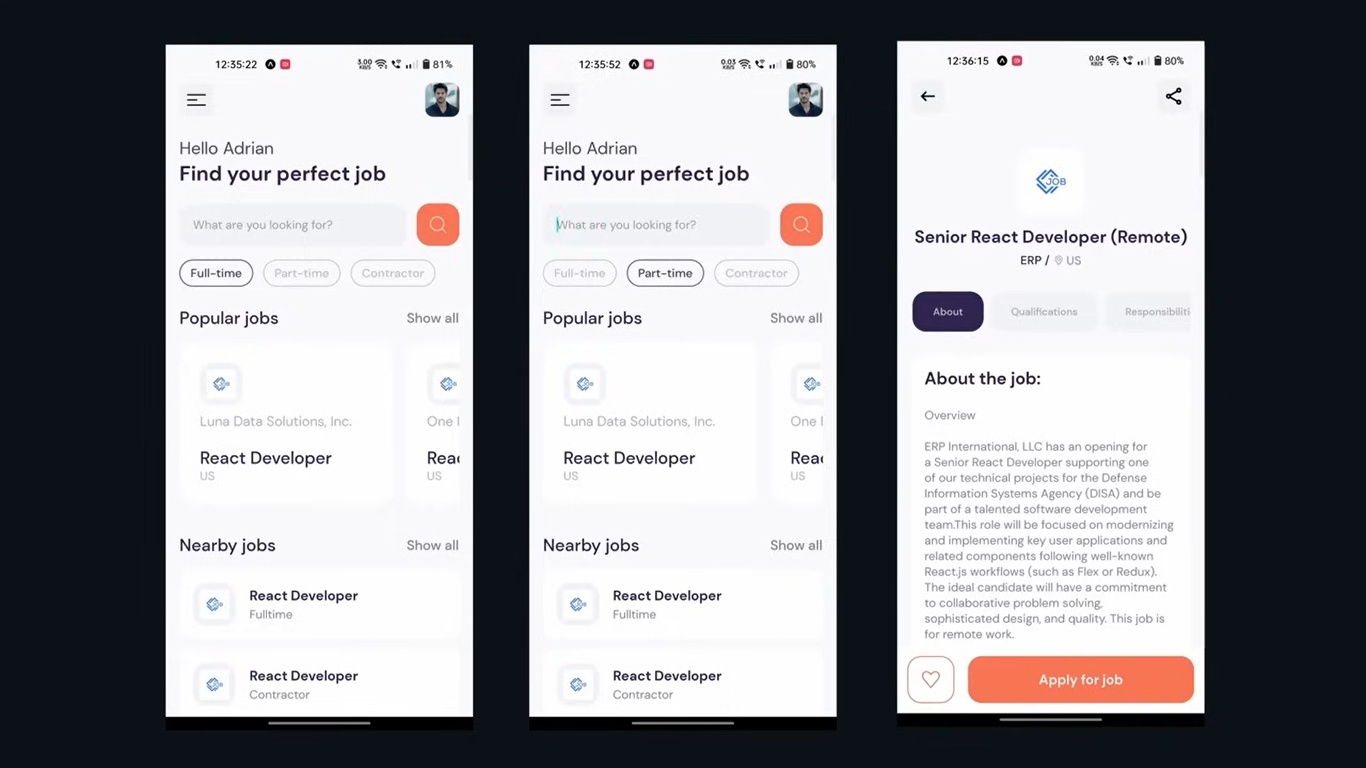 12:35:22
3.00 KB/S
81%
Hello Adrian
Find your perfect job
What are you looking for?
Full-time
Part-time
Contractor
Popular jobs
Show all
Luna Data Solutions, Inc.
One
React Developer
Reac
US
US
Nearby jobs
Show all
React Developer
Fulltime
React Developer
Contractor
12:35:52
0.03 KB/S
80%
Hello Adrian
Find your perfect job
What are you looking for?
Full-time
Part-time
Contractor
Popular jobs
Show all
Luna Data Solutions, Inc.
One
React Developer
Reac
US
US
Nearby jobs
Show all
React Developer
Fulltime
React Developer
Contractor
12:36:15
0.04 KB/S
80%
JOB
Senior React Developer (Remote)
ERP / US
About
Qualifications
Responsibiliti
About the job:
Overview
ERP International, LLC has an opening for
a Senior React Developer supporting one
of our technical projects for the Defense
Information Systems Agency (DISA) and be
part of a talented software development
team.This role will be focused on modernizing
and implementing key user applications and
related components following well-known
React.js workflows (such as Flex or Redux).
The ideal candidate will have a commitment
to collaborative problem solving,
sophisticated design, and quality. This job is
for remote work.
Apply for job